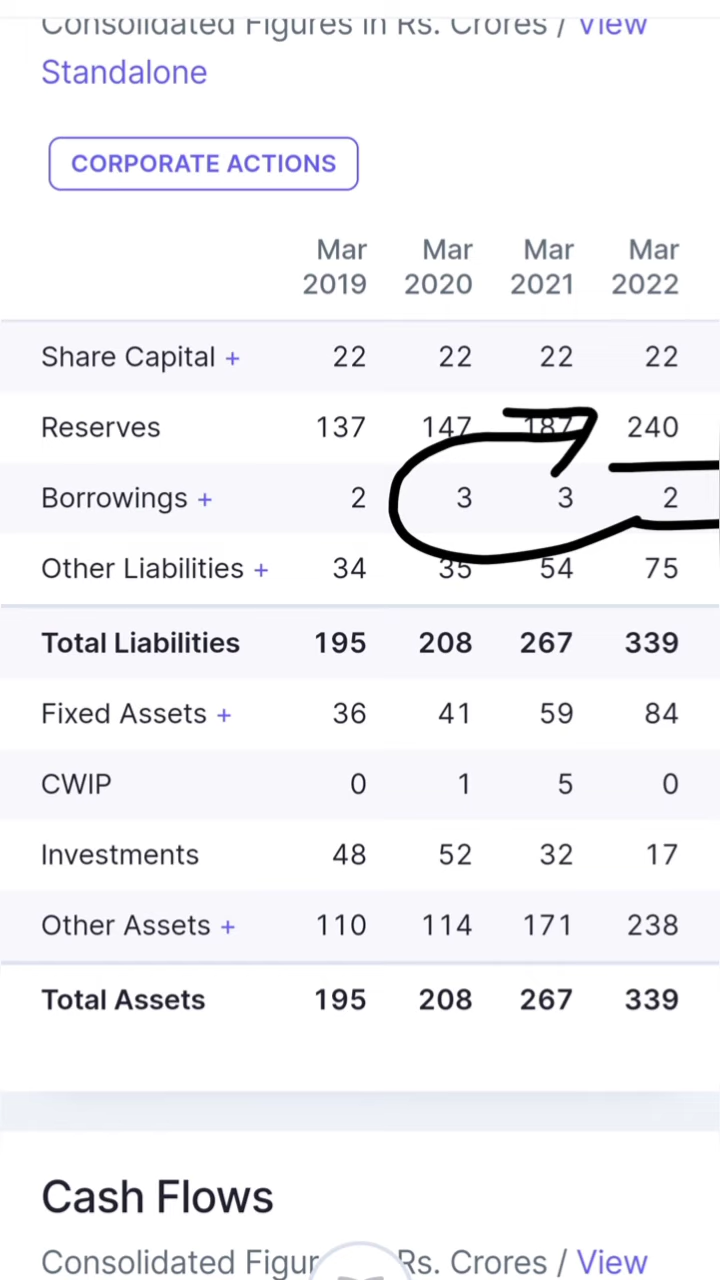 Consolidated Figures in Rs. Crores / View
Standalone
CORPORATE ACTIONS
Mar Mar Mar Mar
2019 2020 2021 2022
Share Capital + 22 22 22 22
Reserves 137 147 187 240
Borrowings + 2 3 3 2
Other Liabilities + 34 35 54 75
Total Liabilities 195 208 267 339
Fixed Assets + 36 41 59 84
CWIP 0 1 5 0
Investments 48 52 32 17
Other Assets + 110 114 171 238
Total Assets 195 208 267 339
Cash Flows
Consolidated Rs. Crores / View